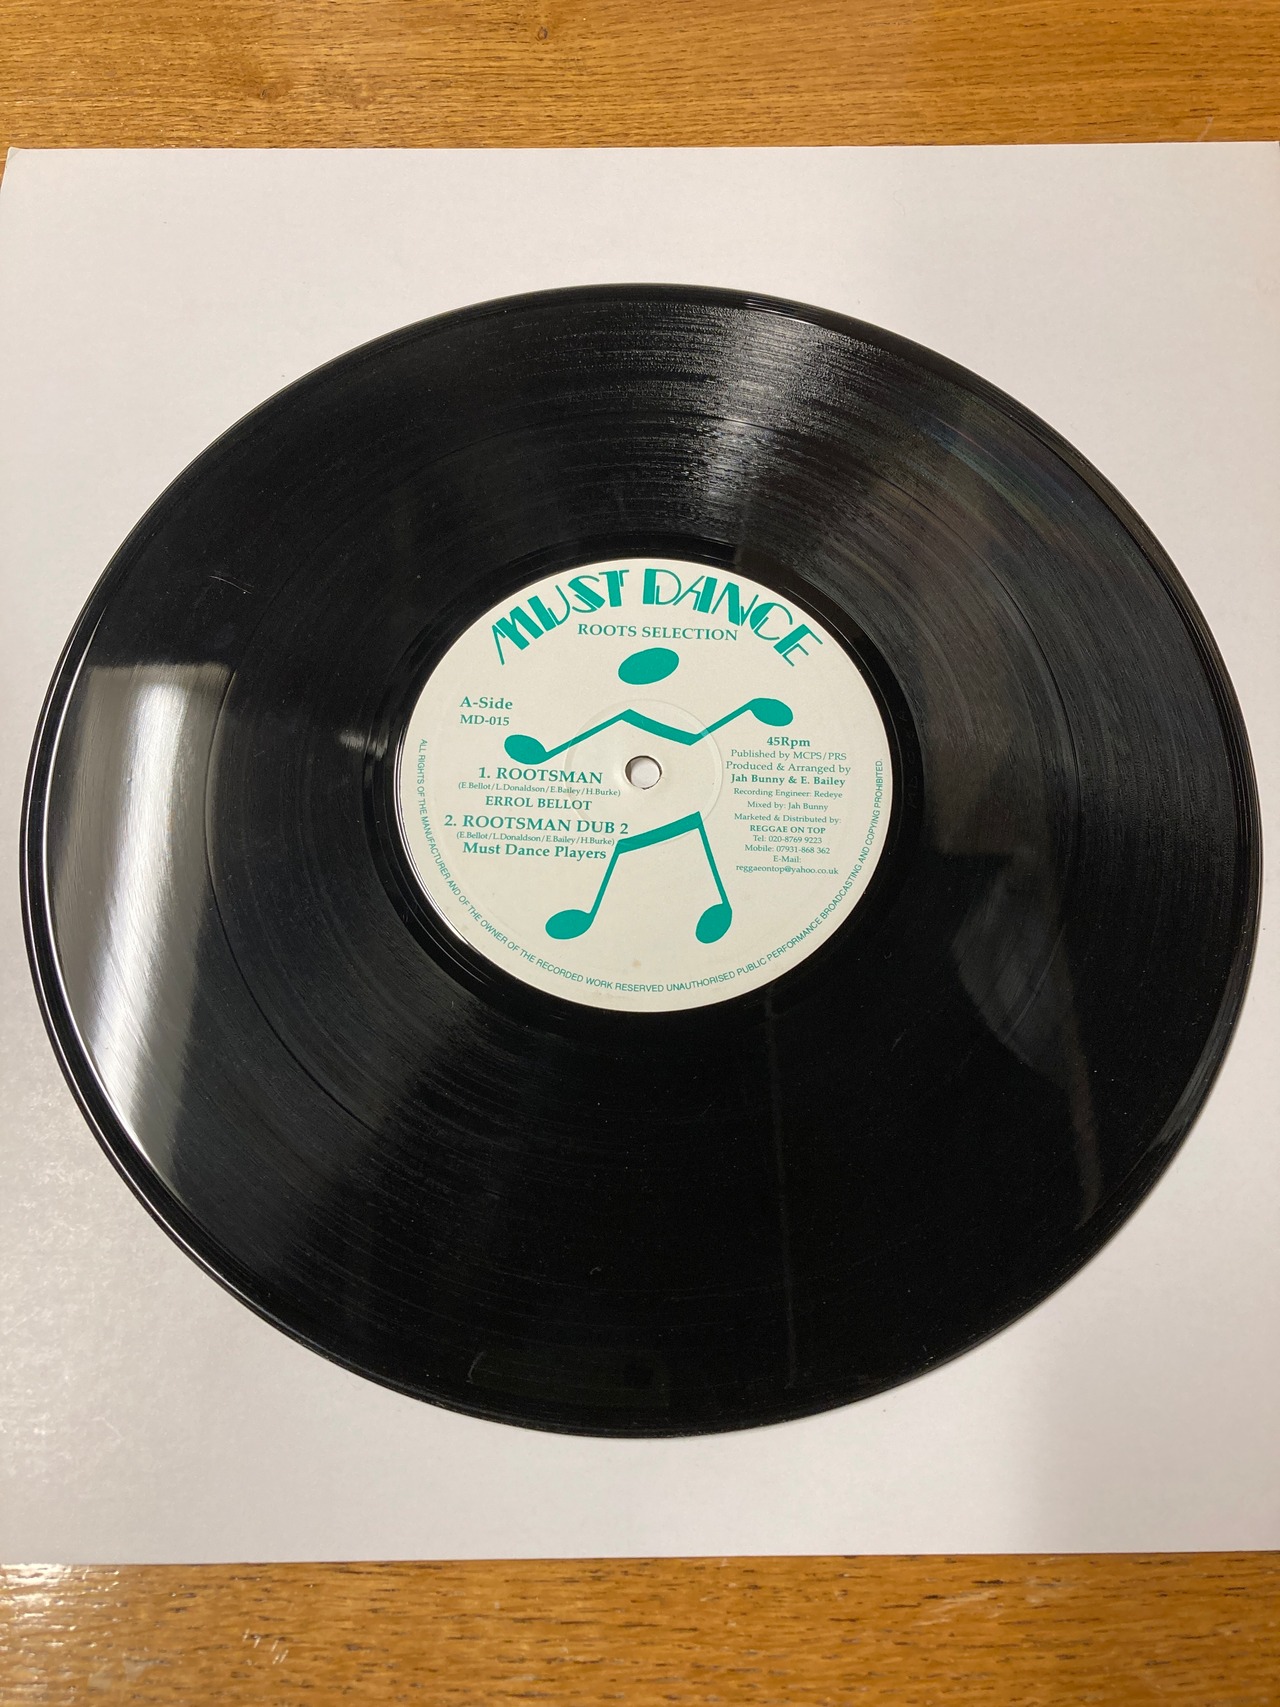 MUST DANCE
ROOTS SELECTION
A-Side
MD-015
1. ROOTSMAN
(E.Bellot/L.Donaldson/E.Bailey/H.Burke)
ERROL BELLOT
2. ROOTSMAN DUB 2
(E.Bellot/L.Donaldson/E.Bailey/H.Burke)
Must Dance Players
45Rpm
Published by MCPS/PRS
Produced & Arranged by
Jah Bunny & E. Bailey
Recording Engineer: Redeye
Mixed by: Jah Bunny
Marketed & Distributed by:
REGGAE ON TOP
Tel: 020-8769 9223
Mobile: 07931-868 362
E-Mail:
reggaeontop@yahoo.co.uk
ALL RIGHTS OF THE MANUFACTURER AND OF THE OWNER OF THE RECORDED WORK RESERVED UNAUTHORISED PUBLIC PERFORMANCE BROADCASTING AND COPYING PROHIBITED.